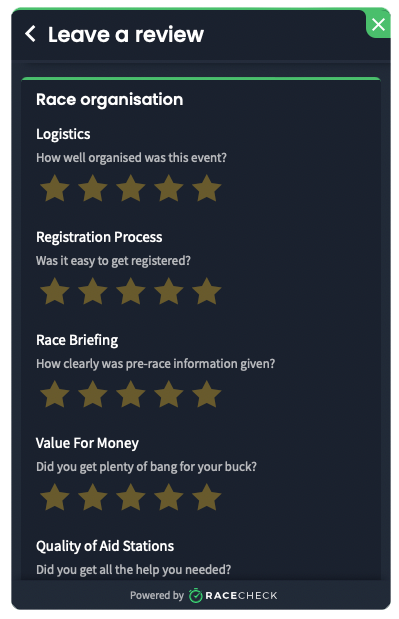 Leave a review
Race organisation
Logistics
How well organised was this event?
Registration Process
Was it easy to get registered?
Race Briefing
How clearly was pre-race information given?
Value For Money
Did you get plenty of bang for your buck?
Quality of Aid Stations
Did you get all the help you needed?
Powered by RACECHECK